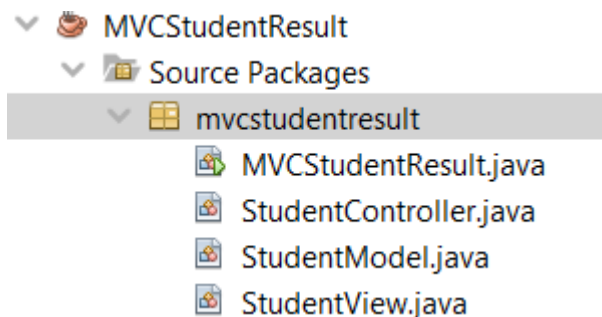 MVCStudentResult
Source Packages
mvcstudentresult
MVCStudentResult.java
StudentController.java
StudentModel.java
StudentView.java